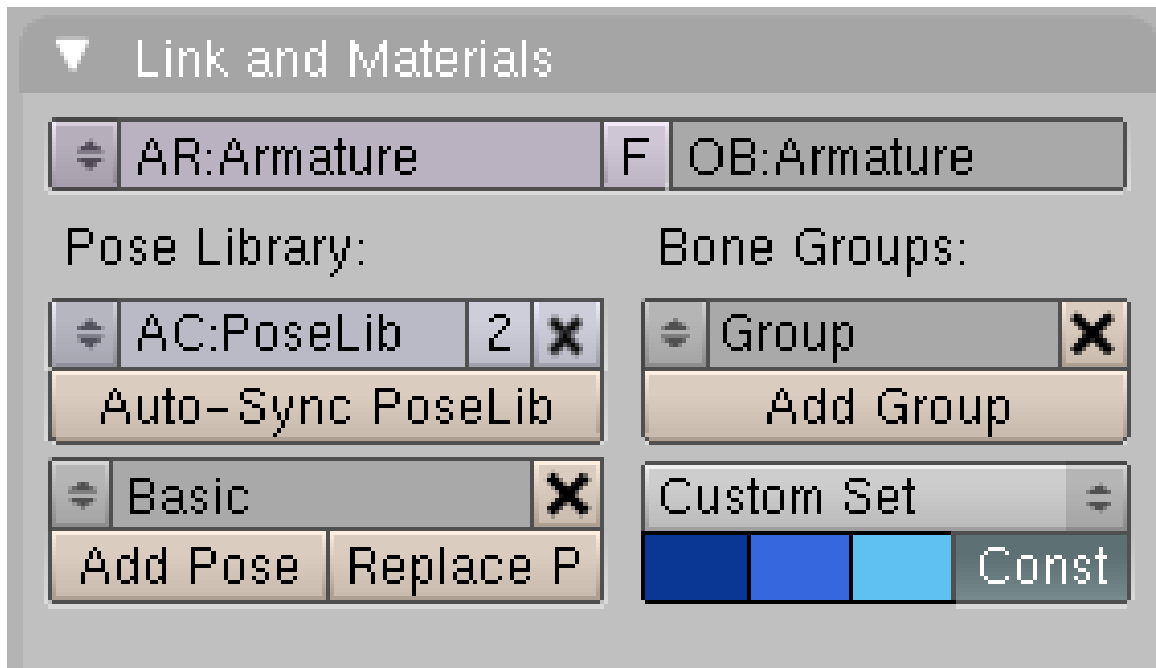 Link and Materials
AR:Armature F OB:Armature
Pose Library: Bone Groups:
AC:PoseLib 2 X Group X
Auto-Sync PoseLib Add Group
Basic X Custom Set
Add Pose Replace P Const